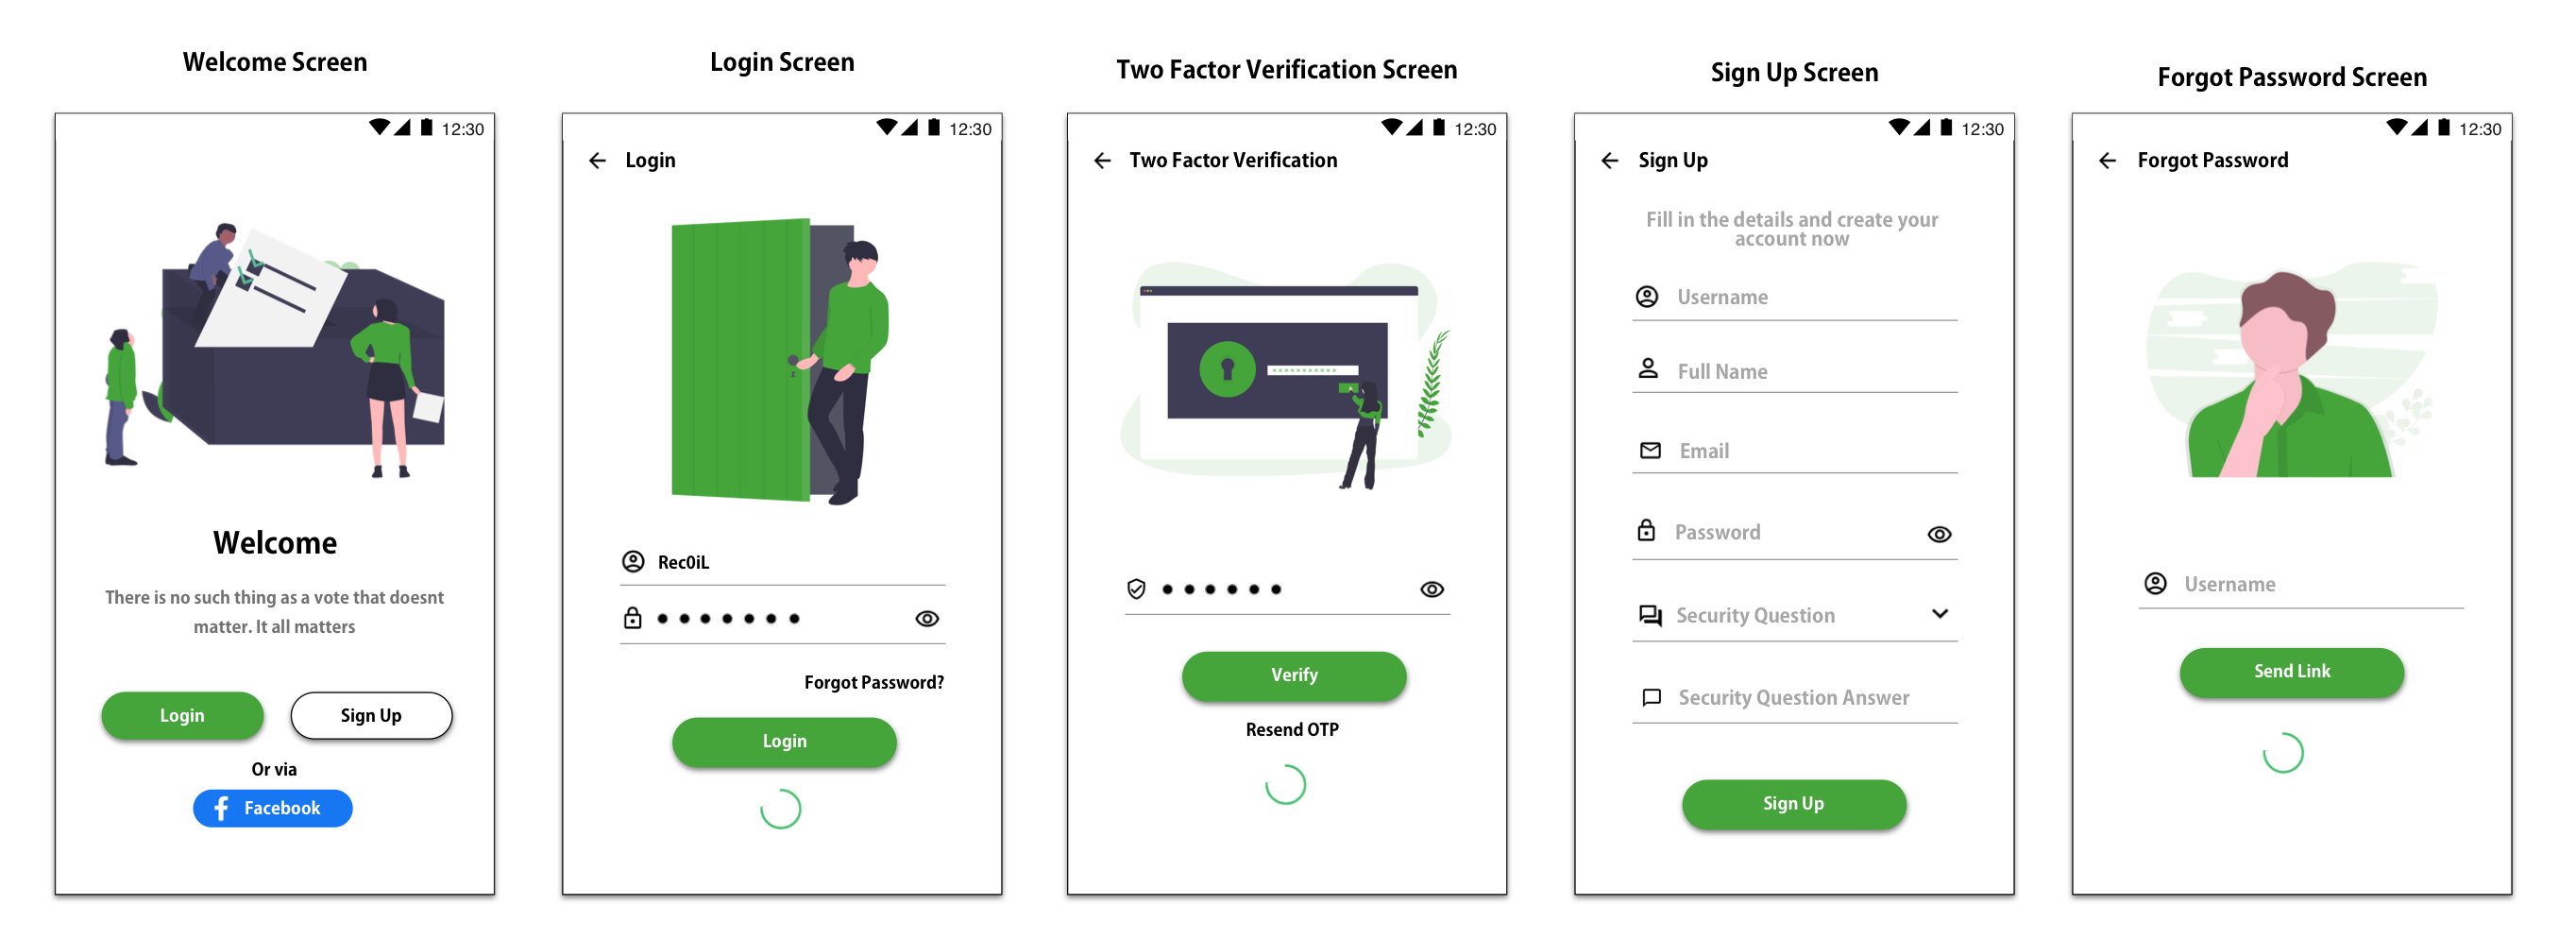 Welcome Screen
12:30
Welcome
There is no such thing as a vote that doesnt
matter. It all matters
Login
Sign Up
Or via
Facebook
Login Screen
12:30
Login
Rec0iL
Forgot Password?
Login
Two Factor Verification Screen
12:30
Two Factor Verification
Verify
Resend OTP
Sign Up Screen
12:30
Sign Up
Fill in the details and create your
account now
Username
Full Name
Email
Password
Security Question
Security Question Answer
Sign Up
Forgot Password Screen
12:30
Forgot Password
Username
Send Link